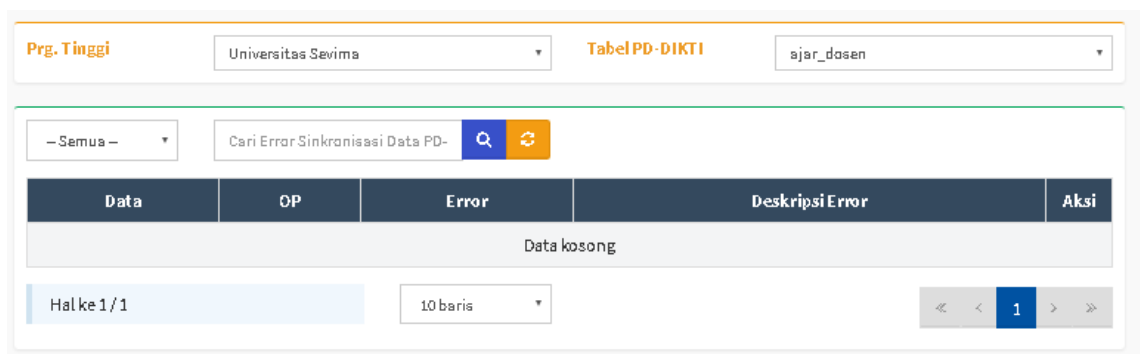 Prg. Tinggi Universitas Sevima Tabel PD-DIKTI ajar_dosen
-- Semua -- Cari Error Sinkronisasi Data PD-
Data OP Error Deskripsi Error Aksi
Data kosong
Hal ke 1 / 1 10 baris « < 1 > »